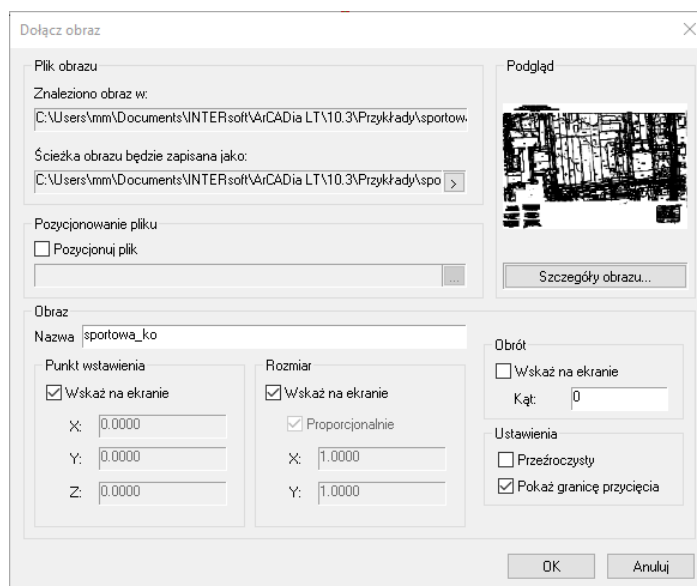 Dołącz obraz
Plik obrazu
Znaleziono obraz w:
C:\Users\mm\Documents\INTERsoft\ArCADia LT\10.3\Przykłady\sportow
Ścieżka obrazu będzie zapisana jako:
C:\Users\mm\Documents\INTERsoft\ArCADia LT\10.3\Przykłady\spo >
Podgląd
Szczegóły obrazu...
Pozycjonowanie pliku
Pozycjonuj plik
...
Obraz
Nazwa sportowa_ko
Punkt wstawienia
Wskaż na ekranie
X: 0.0000
Y: 0.0000
Z: 0.0000
Rozmiar
Wskaż na ekranie
Proporcjonalnie
X: 1.0000
Y: 1.0000
Obrót
Wskaż na ekranie
Kąt: 0
Ustawienia
Przeźroczysty
Pokaż granicę przycięcia
OK Anuluj